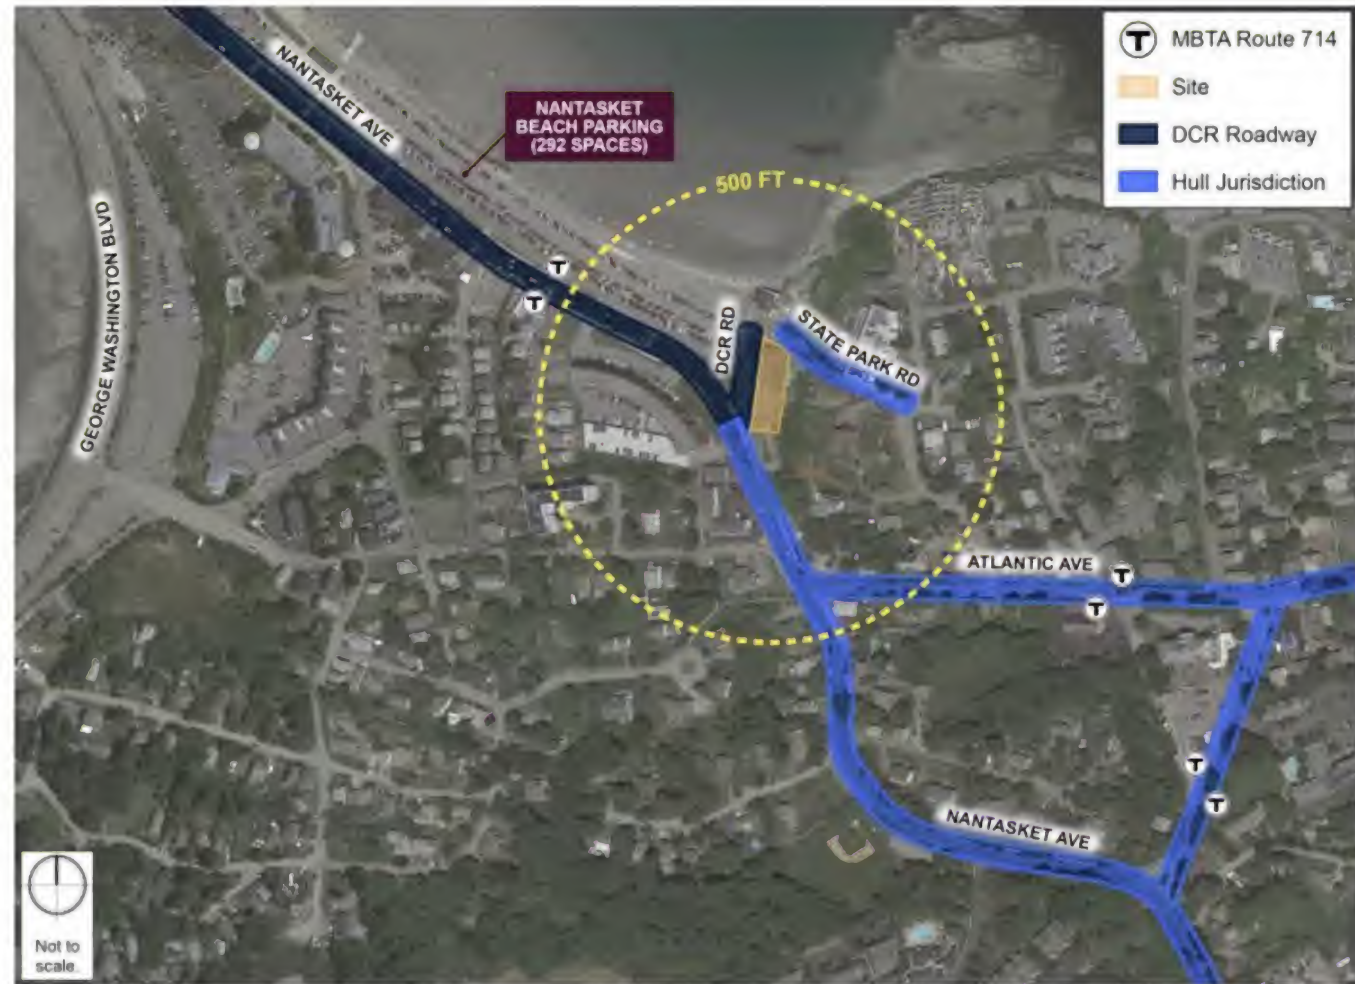 T MBTA Route 714
Site
DCR Roadway
Hull Jurisdiction
NANTASKET AVE
NANTASKET
BEACH PARKING
(292 SPACES)
500 FT
GEORGE WASHINGTON BLVD
T
T
DCR RD
STATE PARK RD
ATLANTIC AVE
T
T
T
T
NANTASKET AVE
Not to
scale.